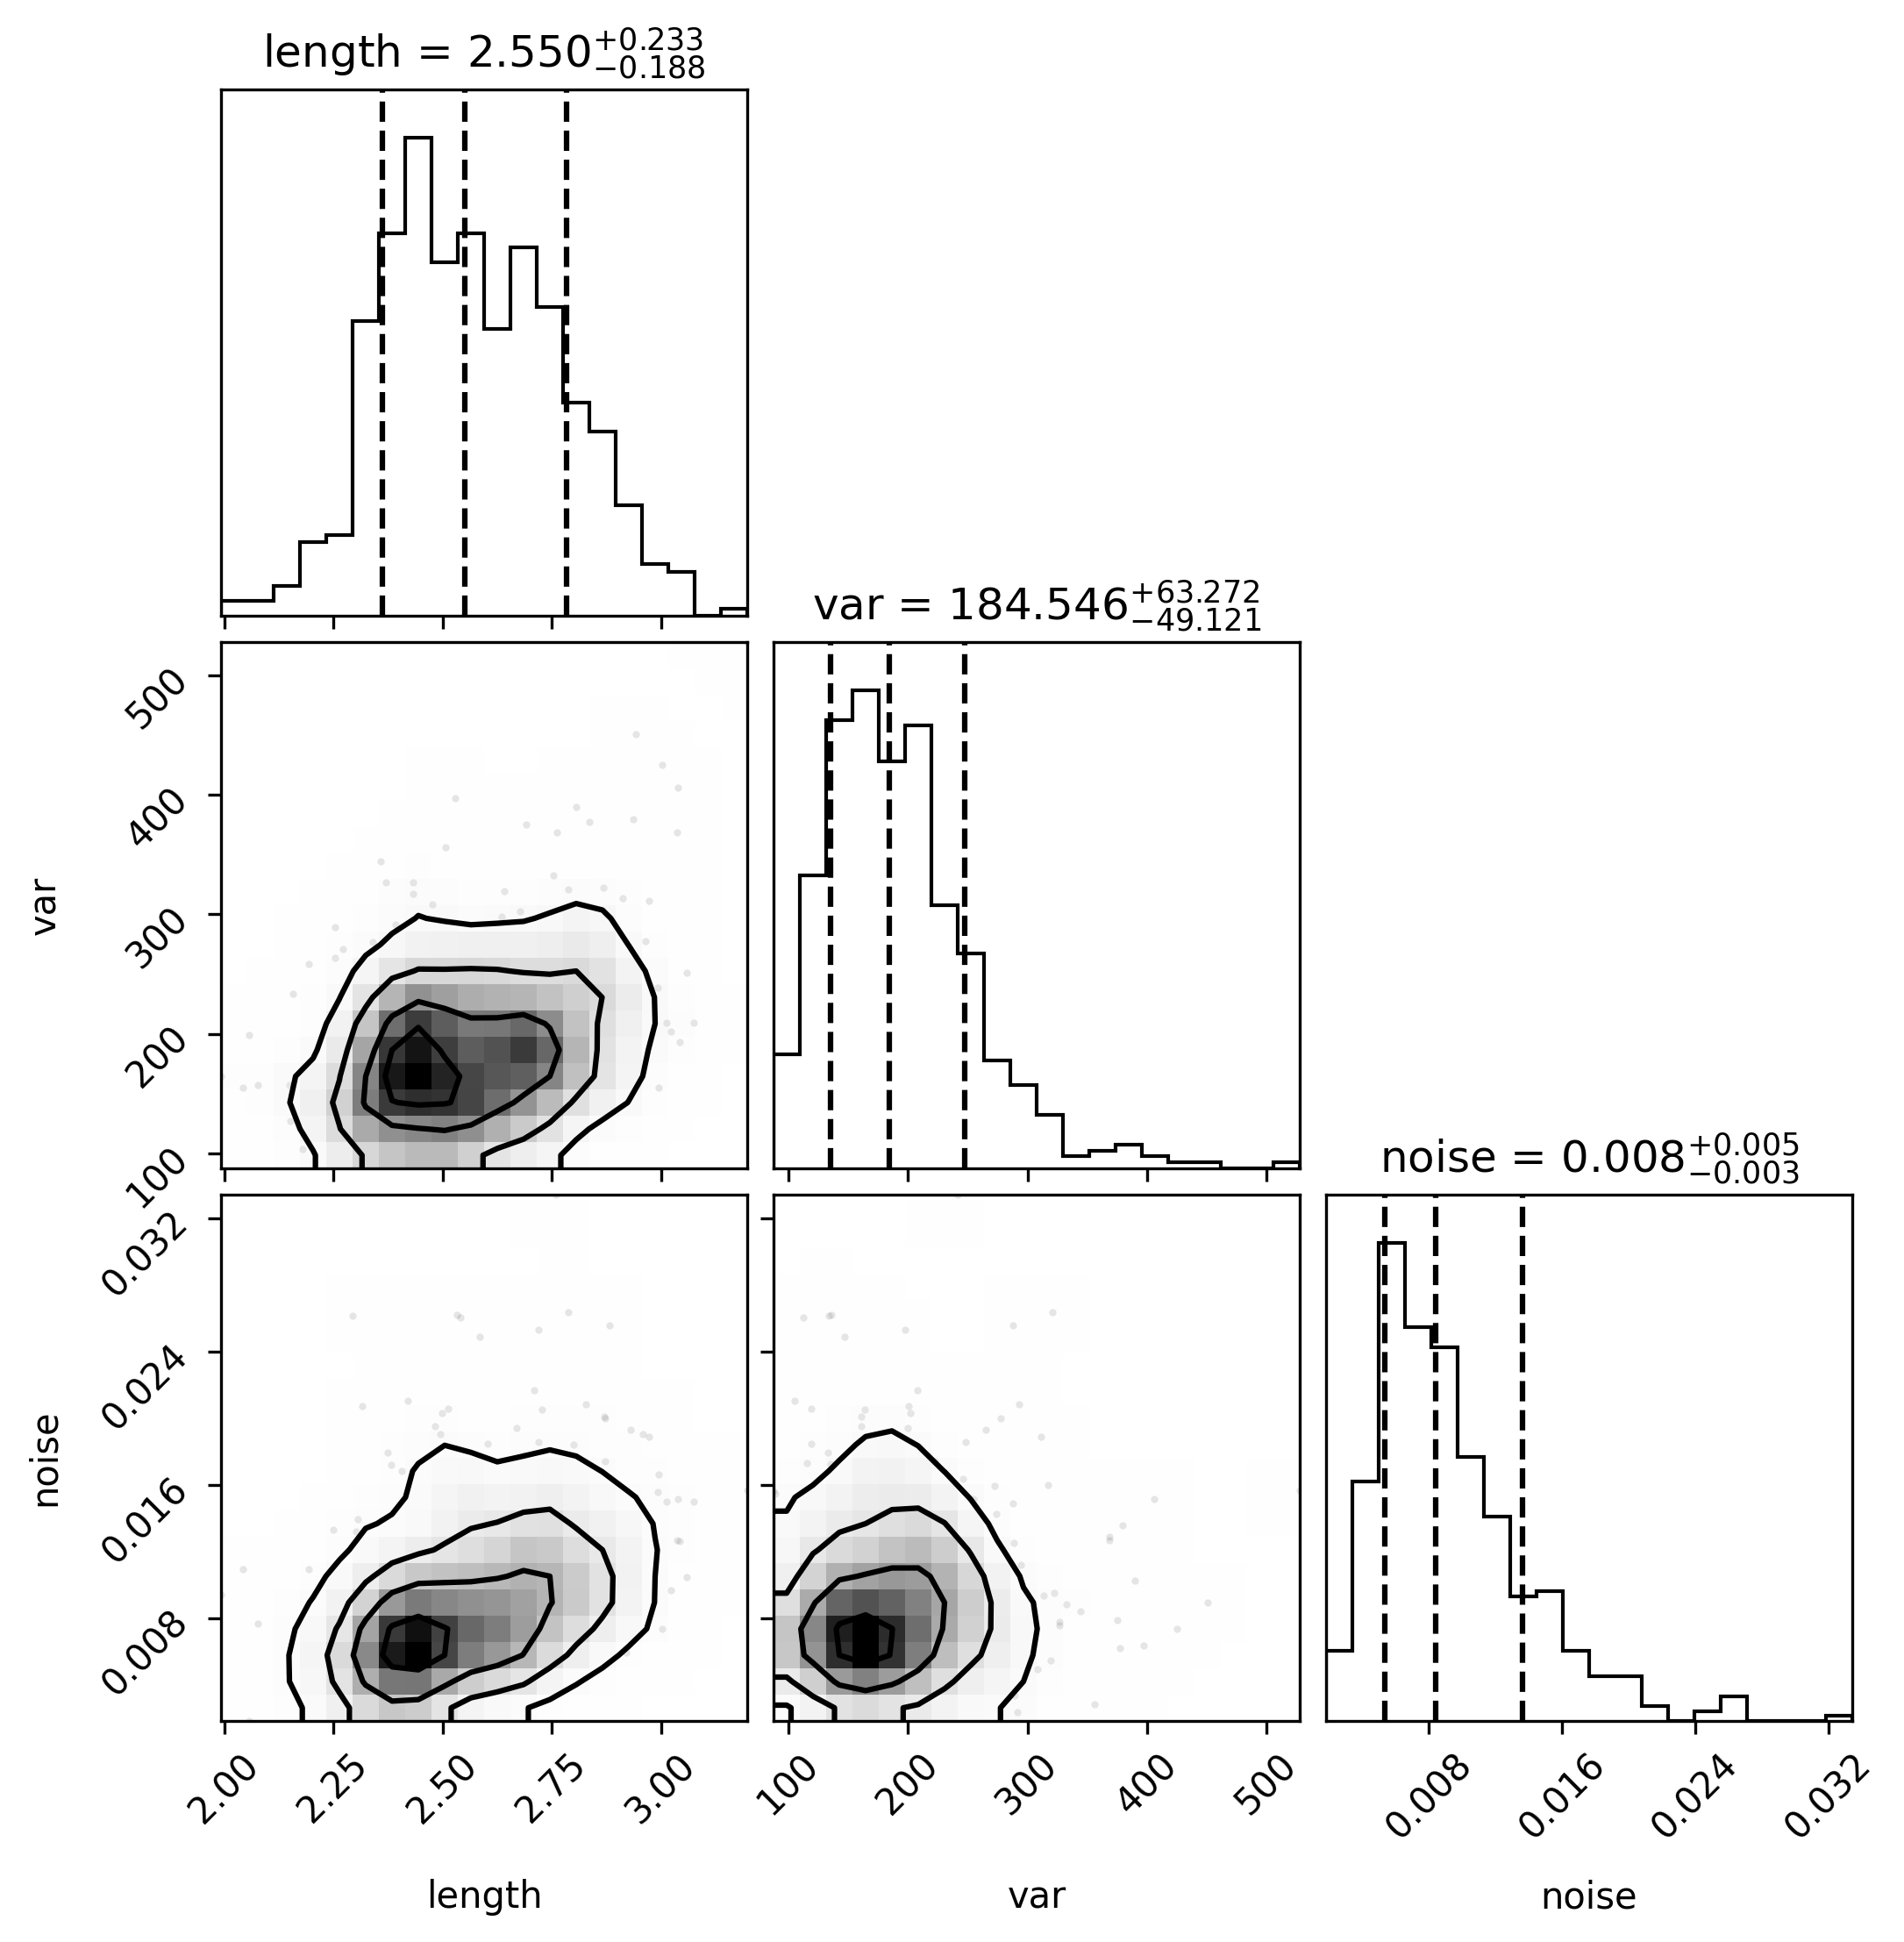 length = 2.550 +0.233 −0.188
var = 184.546 +63.272 −49.121
500
400
300
200
100
var
noise = 0.008 +0.005 −0.003
0.032
0.024
0.016
0.008
noise
2.00 2.25 2.50 2.75 3.00 100 200 300 400 500 0.008 0.016 0.024 0.032
length var noise